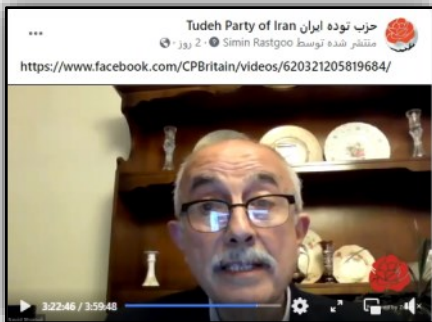 حزب توده ایران Tudeh Party of Iran
منتشر شده توسط Simin Rastgoo · 2 روز ·
https://www.facebook.com/CPBritain/videos/620321205819684/
3:22:46 / 3:59:48